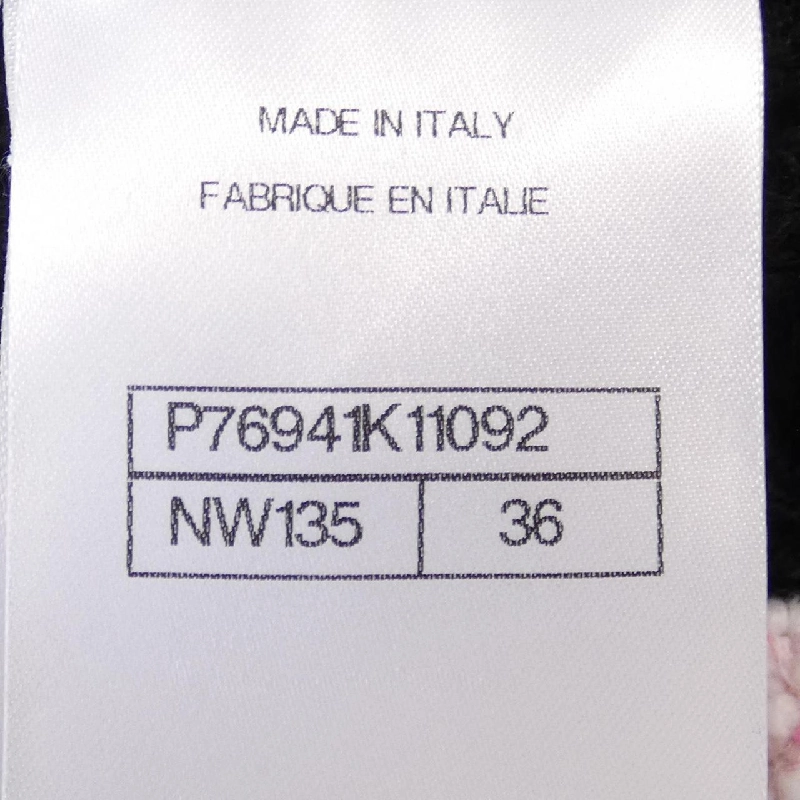 MADE IN ITALY
FABRIQUE EN ITALIE
P76941K11092
NW135 36